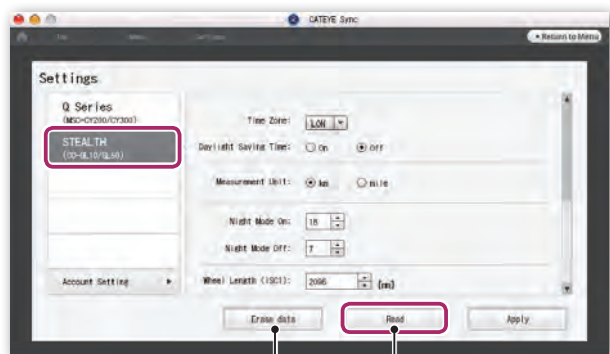 CATEYE Sync
• Return to Menu
Settings
Q Series
(MSC-CY200/CY300)
STEALTH
(CO-GL10/GL50)
Account Setting
Time Zone: LON
Daylight Saving Time: On Off
Measurement Unit: km mile
Night Mode On: 18
Night Mode Off: 7
Wheel Length (ISC1): 2096 [mm]
Erase data Read Apply